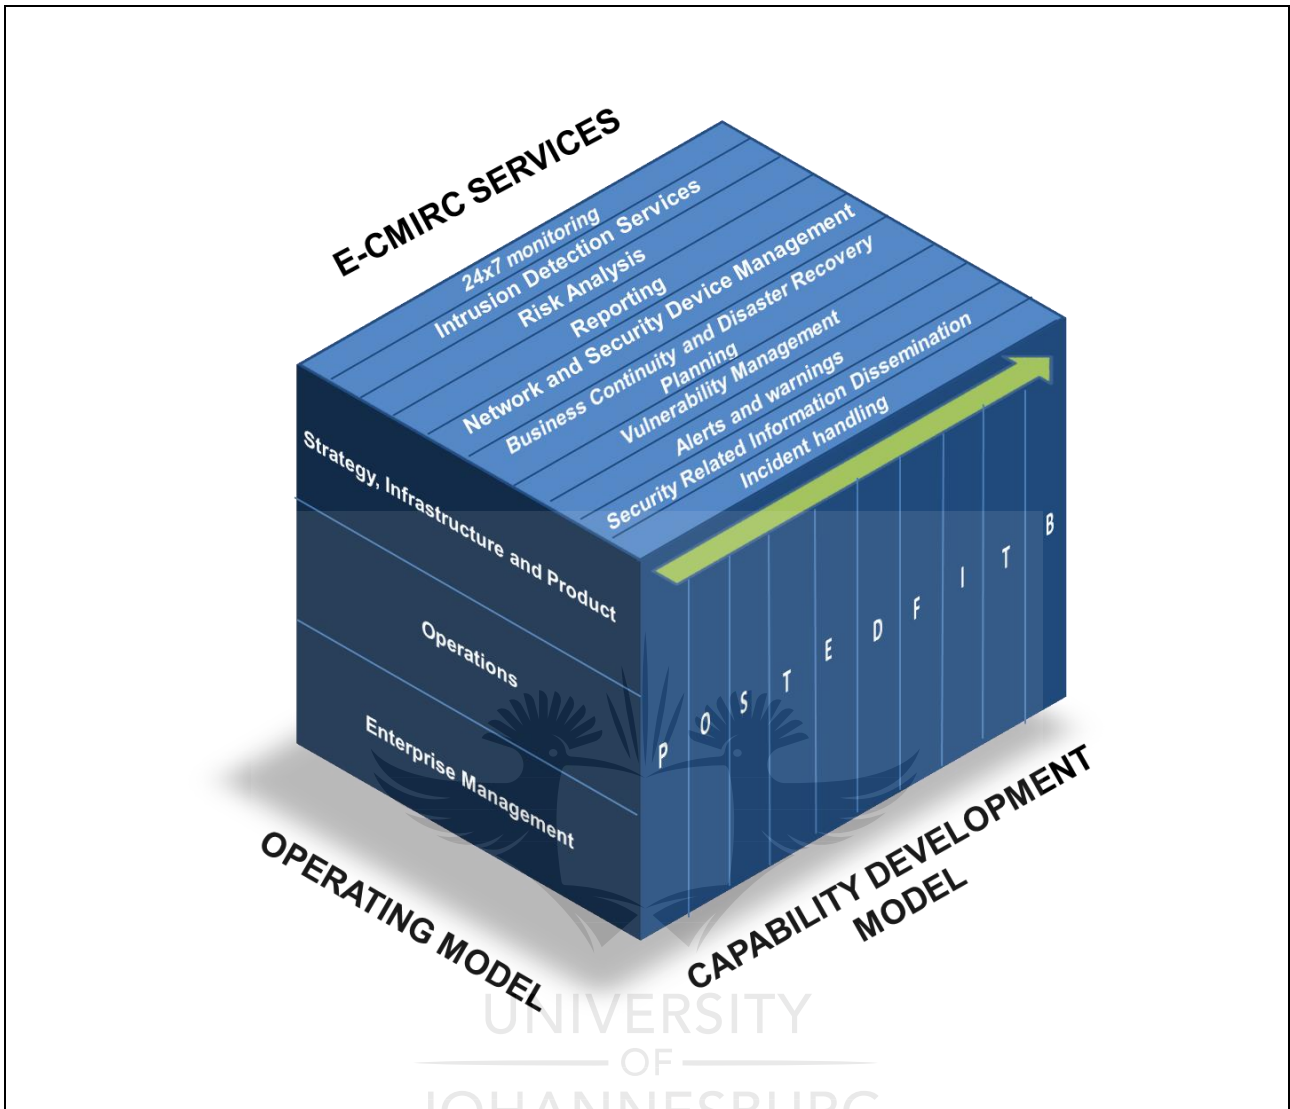 E-CMIRC SERVICES
24x7 monitoring
Intrusion Detection Services
Risk Analysis
Reporting
Network and Security Device Management
Business Continuity and Disaster Recovery
Planning
Vulnerability Management
Alerts and warnings
Security Related Information Dissemination
Incident handling
Strategy, Infrastructure and Product
Operations
Enterprise Management
P O S T E D F I T B
OPERATING MODEL
CAPABILITY DEVELOPMENT
MODEL
UNIVERSITY
OF
JOHANNESBURG